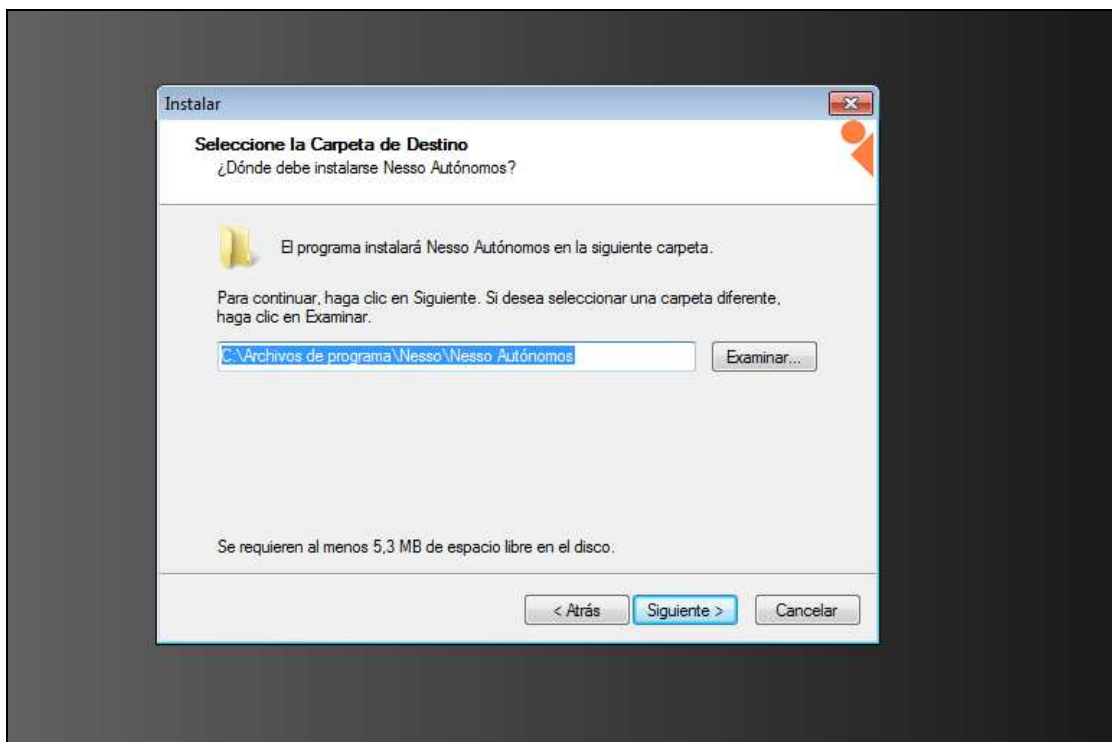 Instalar
Seleccione la Carpeta de Destino
¿Dónde debe instalarse Nesso Autónomos?
El programa instalará Nesso Autónomos en la siguiente carpeta.
Para continuar, haga clic en Siguiente. Si desea seleccionar una carpeta diferente,
haga clic en Examinar.
C:\Archivos de programa\Nesso\Nesso Autónomos
Examinar...
Se requieren al menos 5,3 MB de espacio libre en el disco.
< Atrás
Siguiente >
Cancelar